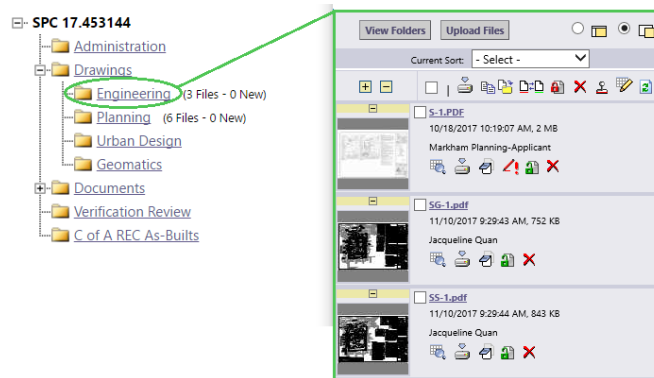 SPC 17.453144
Administration
Drawings
Engineering (3 Files - 0 New)
Planning (6 Files - 0 New)
Urban Design
Geomatics
Documents
Verification Review
C of A REC As-Builts
View Folders Upload Files
Current Sort: - Select -
S-1.PDF
10/18/2017 10:19:07 AM, 2 MB
Markham Planning-Applicant
SG-1.pdf
11/10/2017 9:29:43 AM, 752 KB
Jacqueline Quan
SS-1.pdf
11/10/2017 9:29:44 AM, 843 KB
Jacqueline Quan